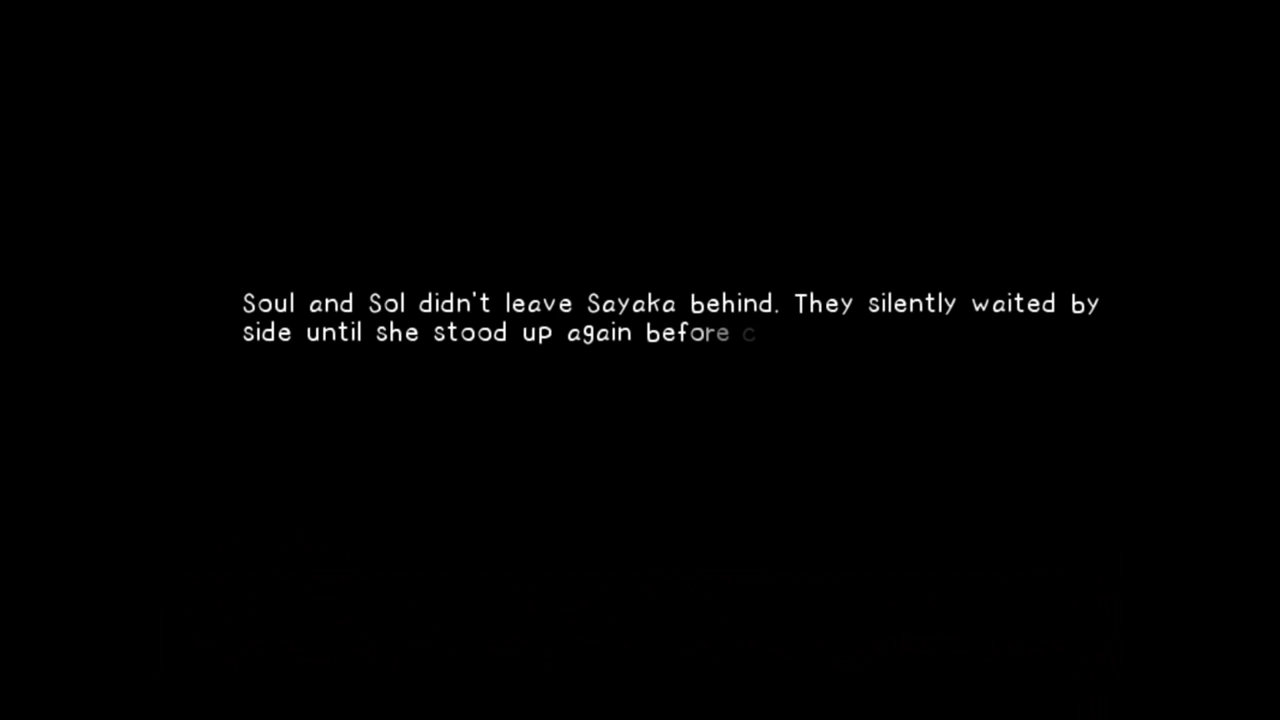 Soul and Sol didn't leave Sayaka behind. They silently waited by
side until she stood up again before c